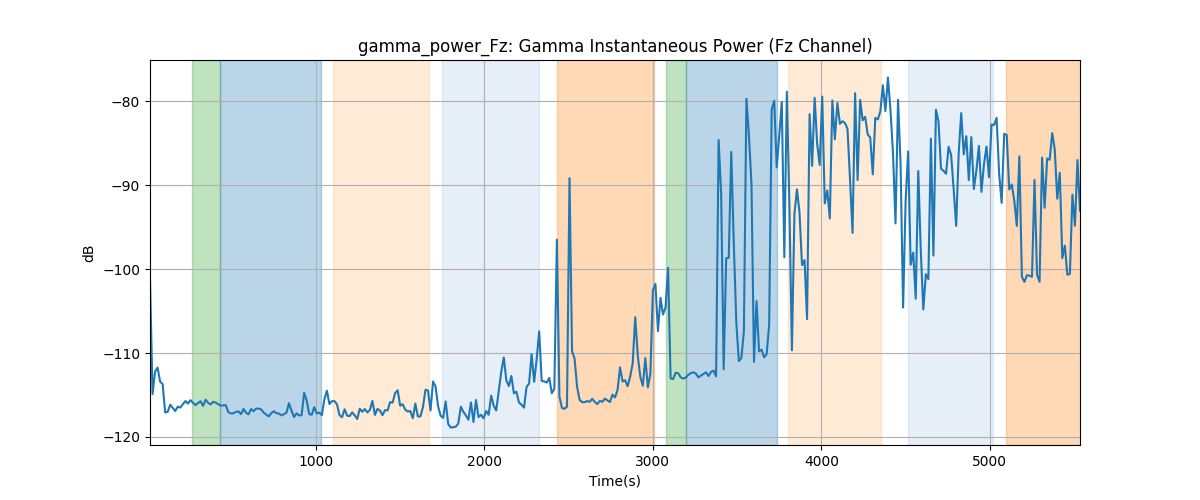 gamma_power_Fz: Gamma Instantaneous Power (Fz Channel)
−80
−90
−100
−110
−120
dB
1000 2000 3000 4000 5000
Time(s)